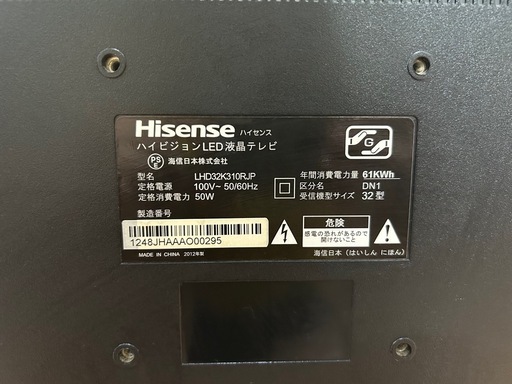 Hisense ハイセンス
ハイビジョンLED液晶テレビ
PS
E
海信日本株式会社
G
型名 LHD32K310RJP
定格電源 100V~ 50/60Hz
定格消費電力 50W
年間消費電力量 61KWh
区分名 DN1
受信機型サイズ 32型
製造番号
1248JHAAAO00295
MADE IN CHINA 2012年製
危険
感電の恐れがあるので
開けないこと
海信日本(はいしん にほん)